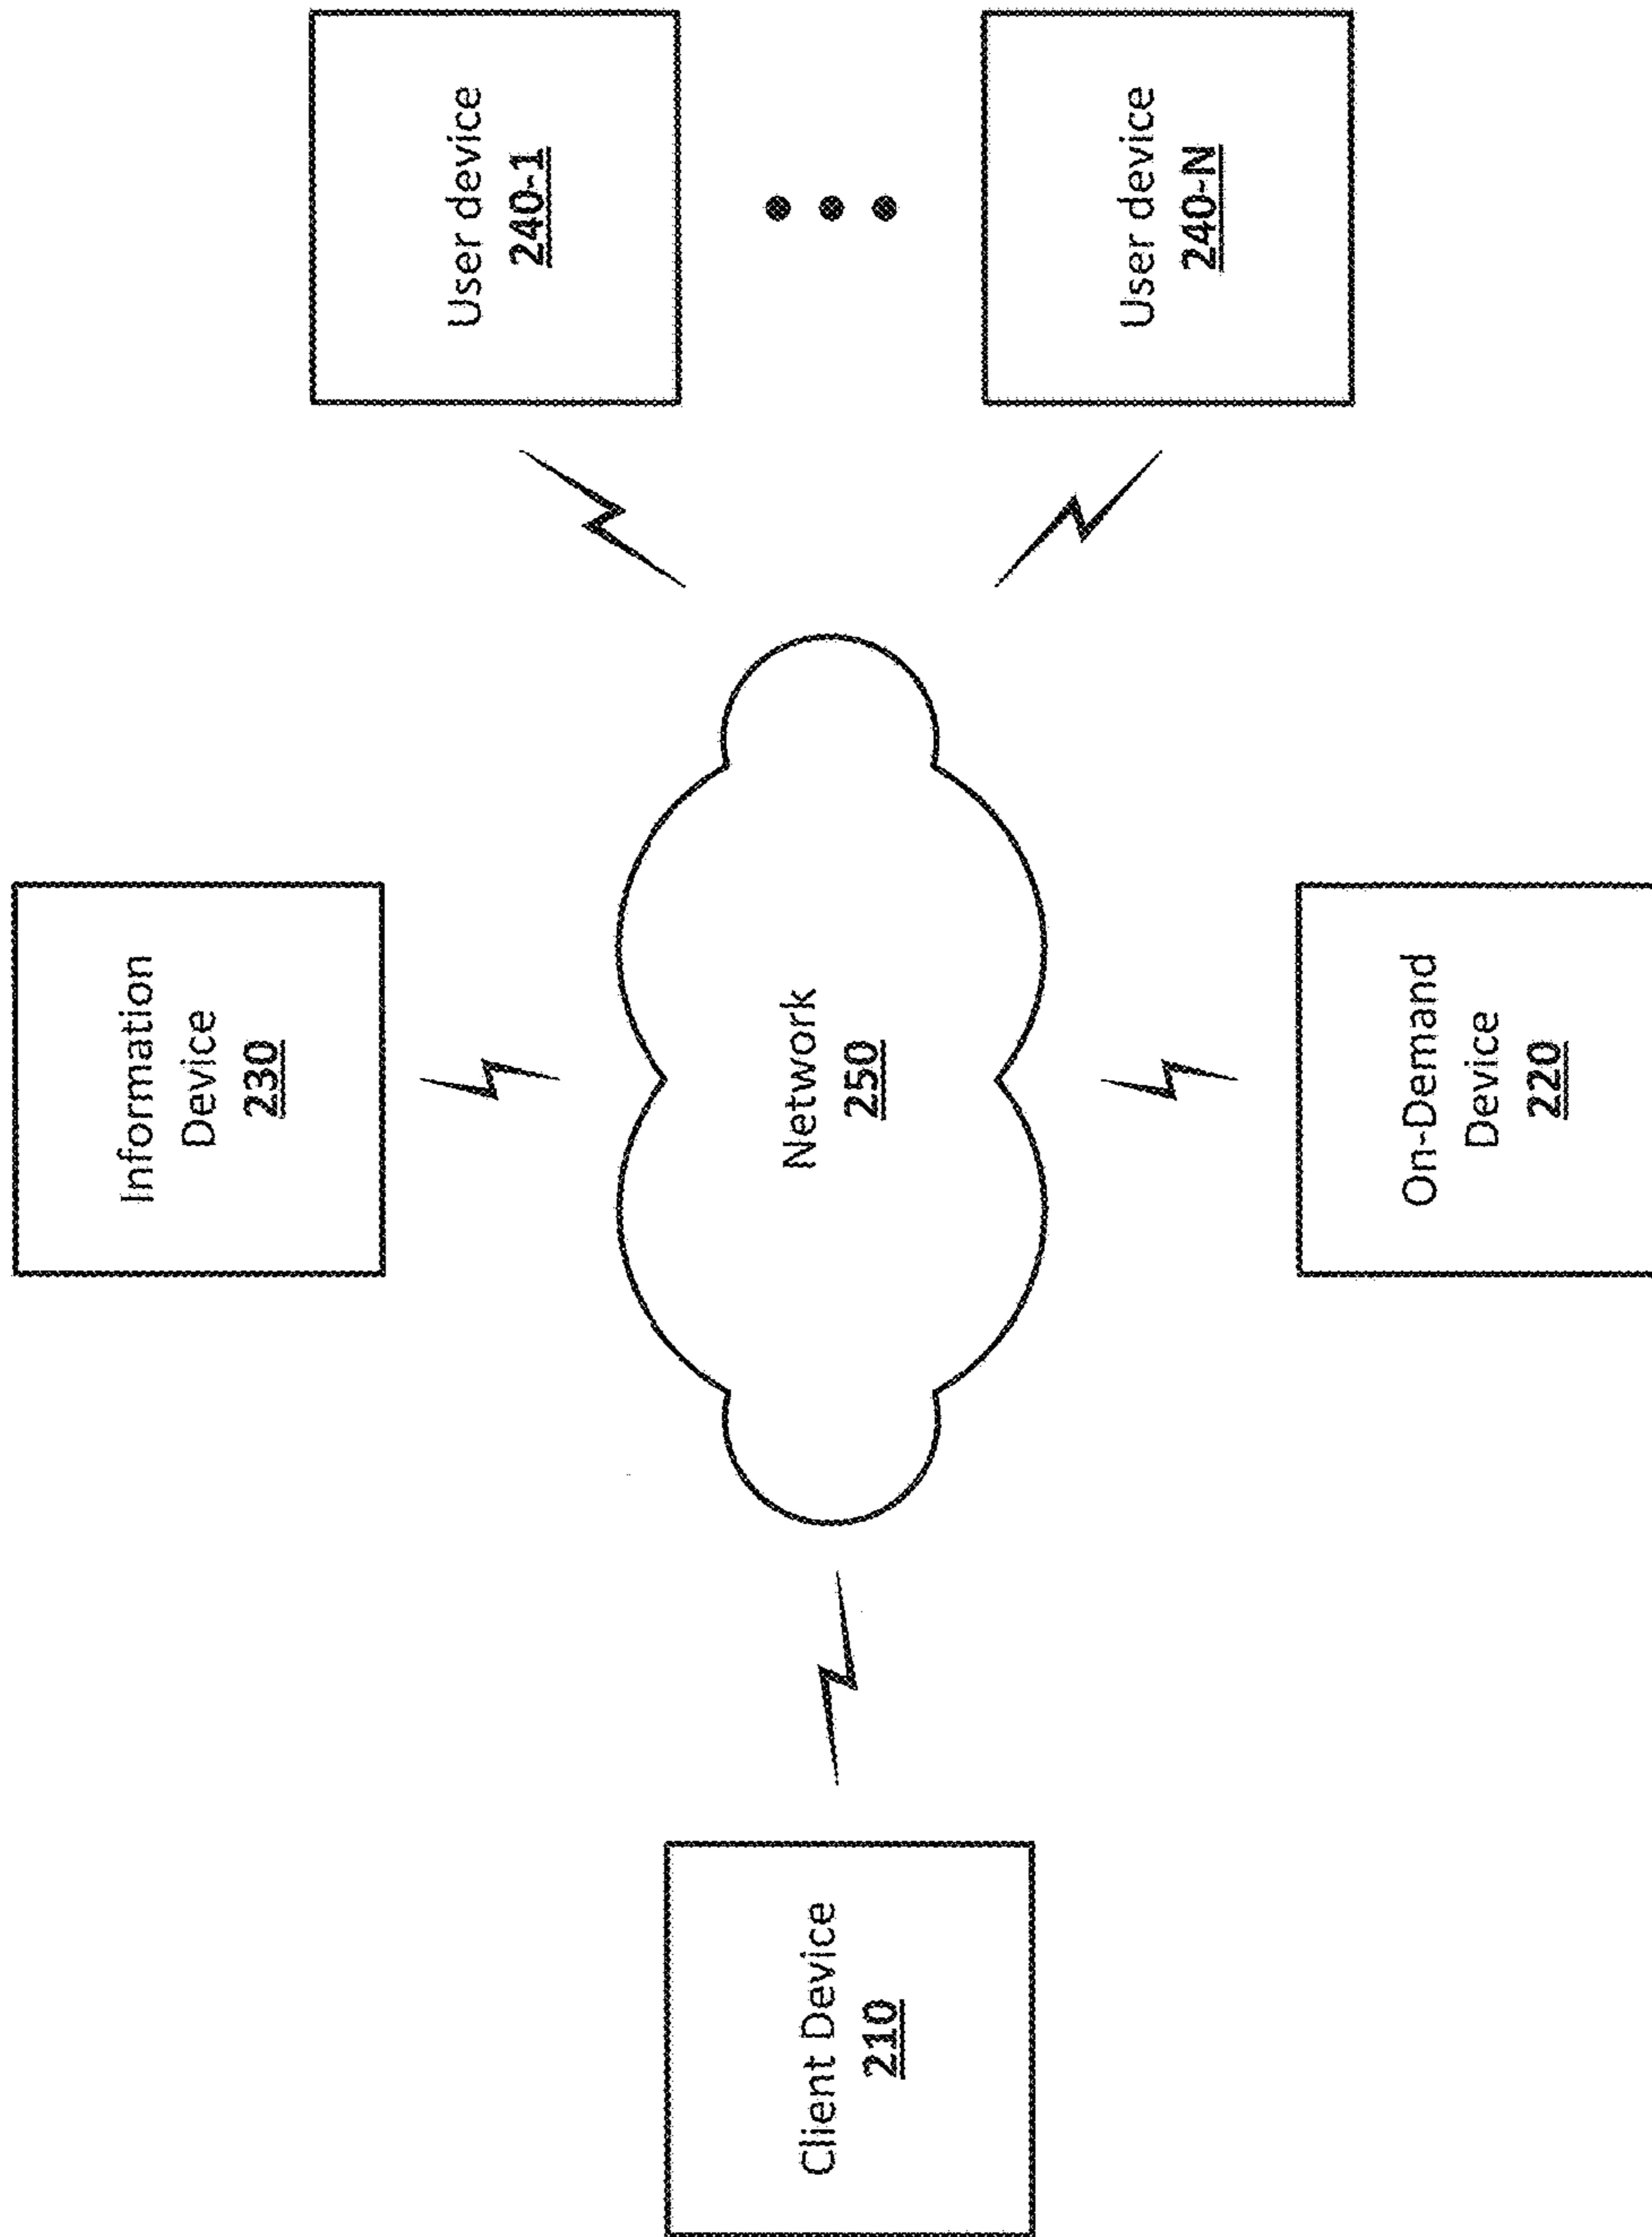 Information
Device
230
User device
240-1
Client Device
210
Network
250
User device
240-N
On-Demand
Device
220